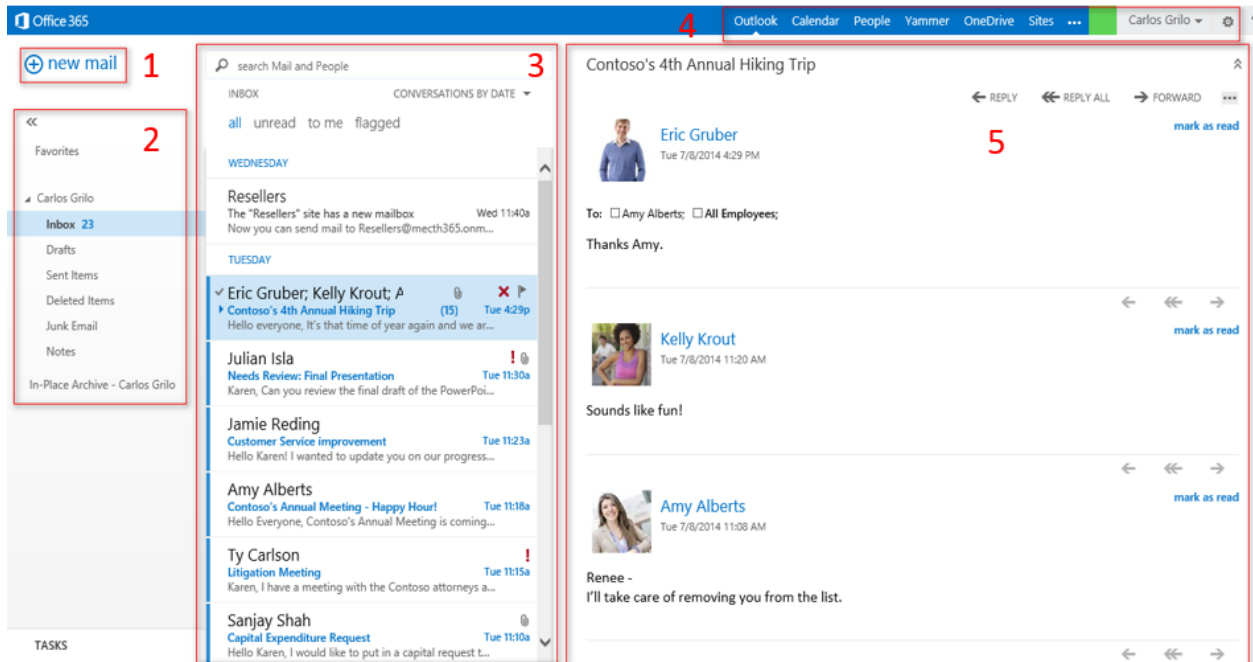 Office 365
4
Outlook Calendar People Yammer OneDrive Sites ••• Carlos Grilo
new mail 1
2
Favorites
Carlos Grilo
Inbox 23
Drafts
Sent Items
Deleted Items
Junk Email
Notes
In-Place Archive - Carlos Grilo
TASKS
search Mail and People 3
INBOX CONVERSATIONS BY DATE
all unread to me flagged
WEDNESDAY
Resellers
The "Resellers" site has a new mailbox Wed 11:40a
Now you can send mail to Resellers@mecth365.onm...
TUESDAY
Eric Gruber; Kelly Krout; A
Contoso's 4th Annual Hiking Trip (15) Tue 4:29p
Hello everyone, It's that time of year again and we ar...
Julian Isla
Needs Review: Final Presentation Tue 11:30a
Karen, Can you review the final draft of the PowerPoi...
Jamie Reding
Customer Service improvement Tue 11:23a
Hello Karen! I wanted to update you on our progress...
Amy Alberts
Contoso's Annual Meeting - Happy Hour! Tue 11:18a
Hello Everyone, Contoso's Annual Meeting is coming...
Ty Carlson
Litigation Meeting Tue 11:15a
Karen, I have a meeting with the Contoso attorneys a...
Sanjay Shah
Capital Expenditure Request Tue 11:10a
Hello Karen, I would like to put in a capital request t...
Contoso's 4th Annual Hiking Trip
REPLY REPLY ALL FORWARD •••
5
mark as read
Eric Gruber
Tue 7/8/2014 4:29 PM
To: Amy Alberts; All Employees;
Thanks Amy.
mark as read
Kelly Krout
Tue 7/8/2014 11:20 AM
Sounds like fun!
mark as read
Amy Alberts
Tue 7/8/2014 11:08 AM
Renee -
I'll take care of removing you from the list.